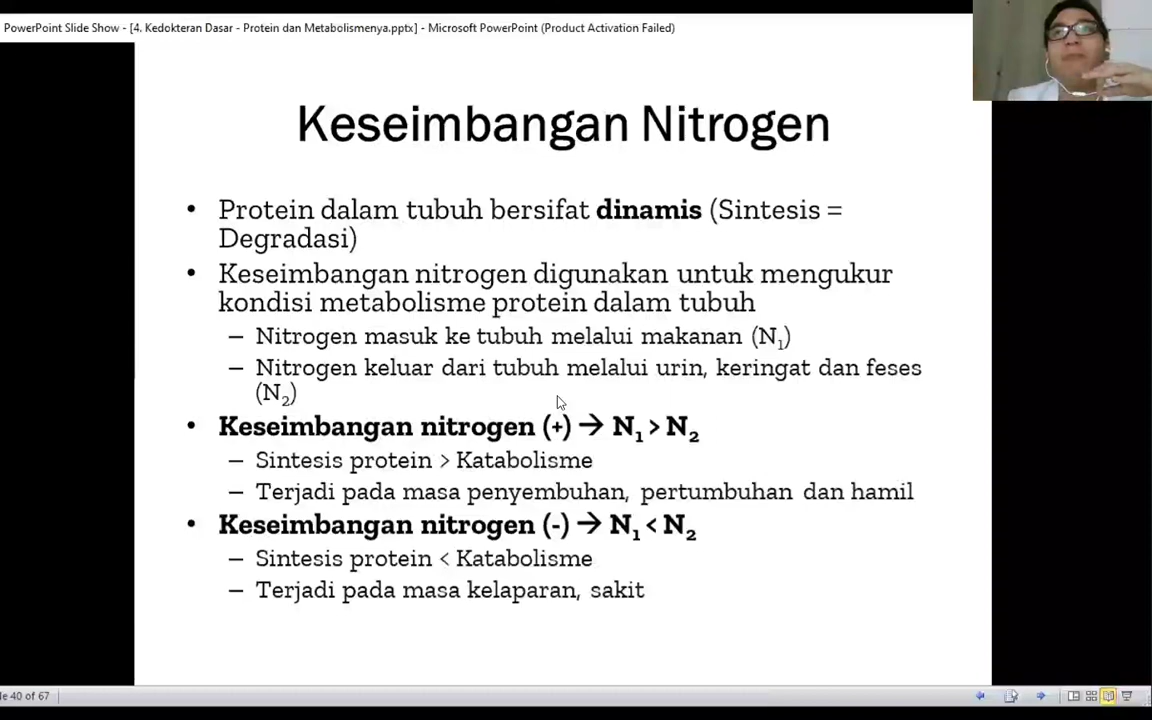 PowerPoint Slide Show - [4. Kedokteran Dasar - Protein dan Metabolismenya.pptx] - Microsoft PowerPoint (Product Activation Failed)
Keseimbangan Nitrogen
• Protein dalam tubuh bersifat dinamis (Sintesis =
Degradasi)
• Keseimbangan nitrogen digunakan untuk mengukur
kondisi metabolisme protein dalam tubuh
– Nitrogen masuk ke tubuh melalui makanan (N₁)
– Nitrogen keluar dari tubuh melalui urin, keringat dan feses
(N₂)
• Keseimbangan nitrogen (+) → N₁ > N₂
– Sintesis protein > Katabolisme
– Terjadi pada masa penyembuhan, pertumbuhan dan hamil
• Keseimbangan nitrogen (-) → N₁ < N₂
– Sintesis protein < Katabolisme
– Terjadi pada masa kelaparan, sakit
le 40 of 67